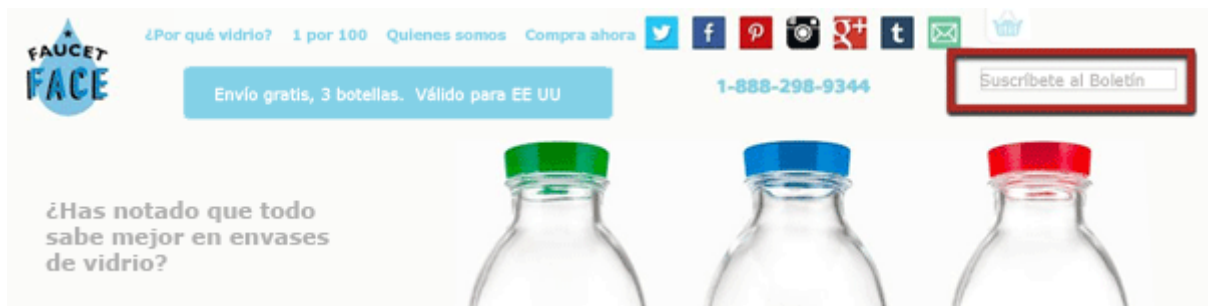 FAUCET
FACE
¿Por qué vidrio? 1 por 100 Quienes somos Compra ahora
Envío gratis, 3 botellas. Válido para EE UU
1-888-298-9344
Suscríbete al Boletín
¿Has notado que todo
sabe mejor en envases
de vidrio?